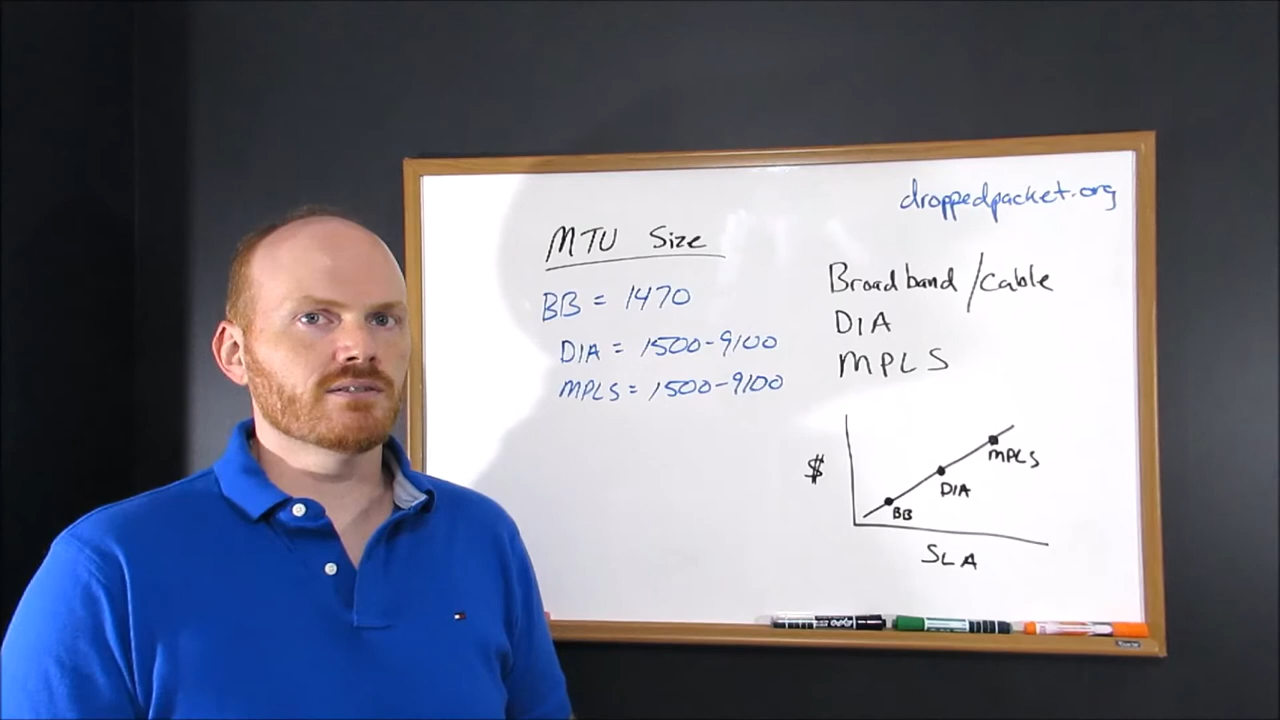 droppedpacket.org
MTU Size
BB = 1470
DIA = 1500-9100
MPLS = 1500-9100
Broadband/cable
DIA
MPLS
$
MPLS
DIA
BB
SLA